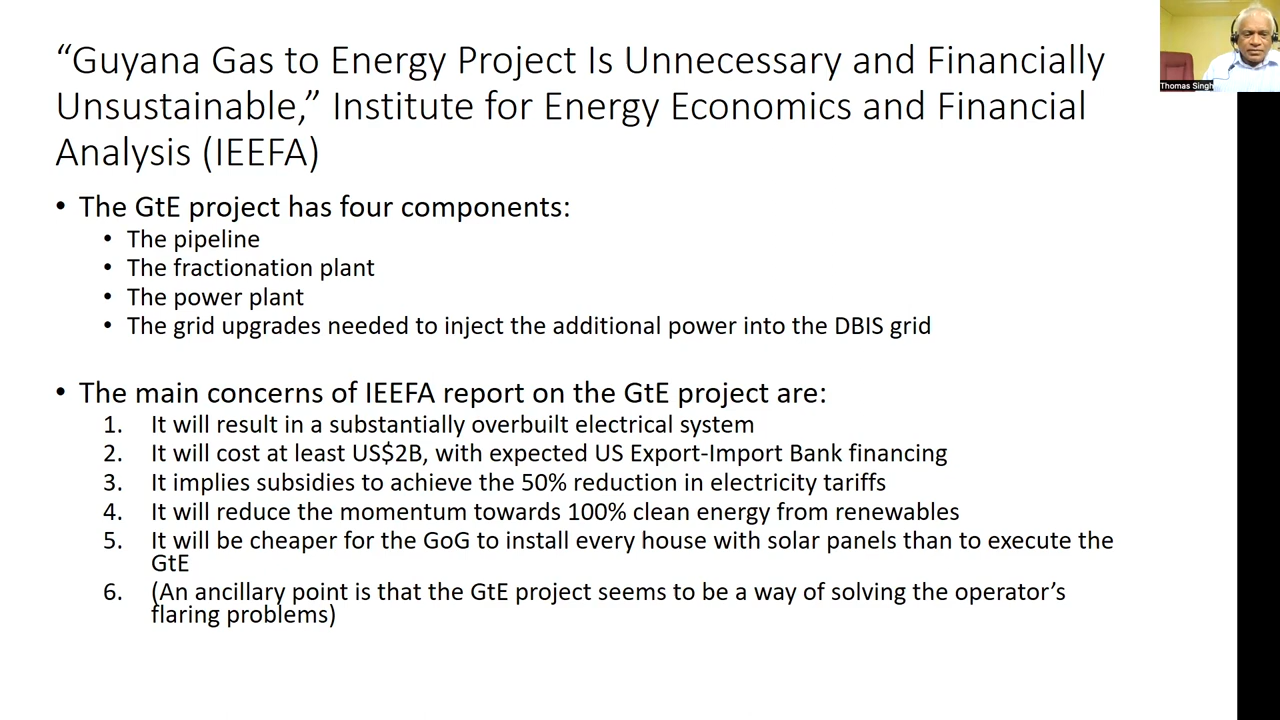 “Guyana Gas to Energy Project Is Unnecessary and Financially
Unsustainable,” Institute for Energy Economics and Financial
Analysis (IEEFA)
Thomas Singh
• The GtE project has four components:
• The pipeline
• The fractionation plant
• The power plant
• The grid upgrades needed to inject the additional power into the DBIS grid
• The main concerns of IEEFA report on the GtE project are:
1. It will result in a substantially overbuilt electrical system
2. It will cost at least US$2B, with expected US Export-Import Bank financing
3. It implies subsidies to achieve the 50% reduction in electricity tariffs
4. It will reduce the momentum towards 100% clean energy from renewables
5. It will be cheaper for the GoG to install every house with solar panels than to execute the
GtE
6. (An ancillary point is that the GtE project seems to be a way of solving the operator’s
flaring problems)